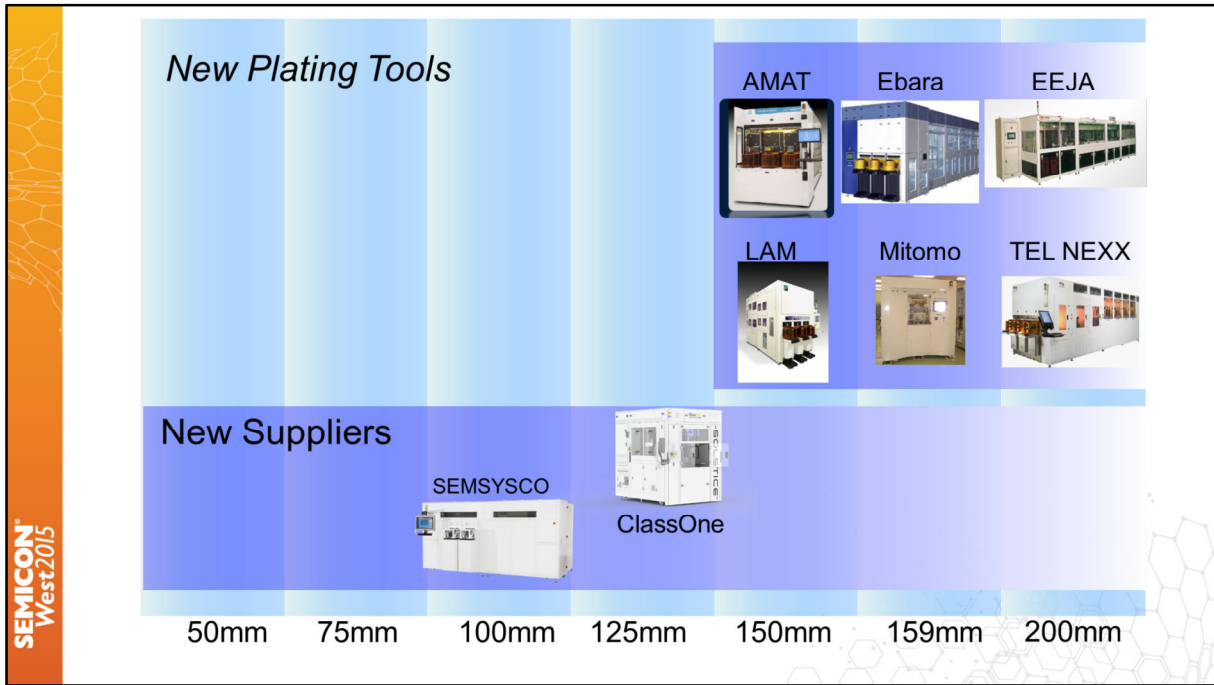 New Plating Tools
AMAT Ebara EEJA
LAM Mitomo TEL NEXX
New Suppliers
SEMSYSCO
SOLSTICE
ClassOne
50mm 75mm 100mm 125mm 150mm 159mm 200mm
SEMICON®
West2015